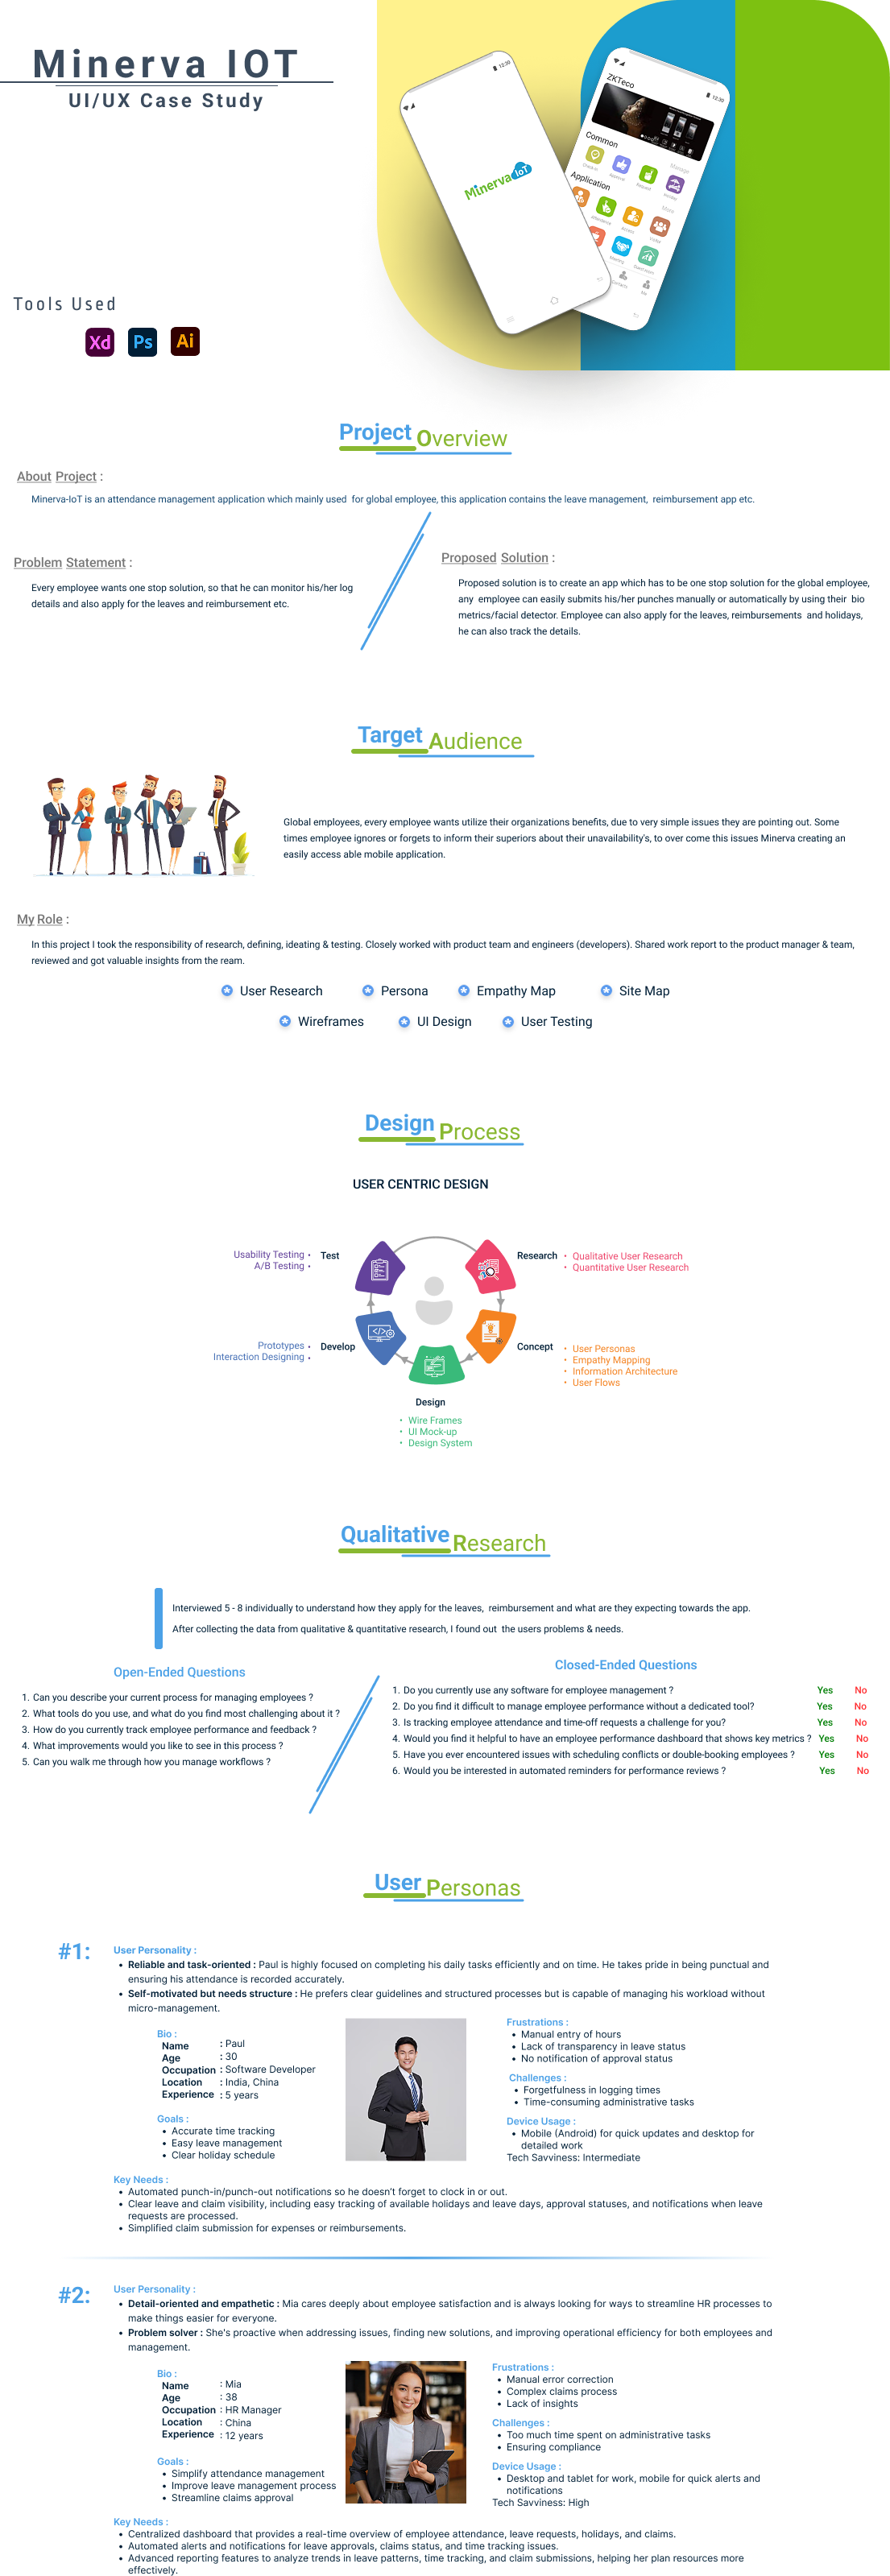 Minerva IOT
UI/UX Case Study
12:30
Minerva IoT
12:30
ZKTeco
Common
Manage
Application
More
Tools Used
Xd Ps Ai
Project Overview
About Project :
Minerva-IoT is an attendance management application which mainly used for global employee, this application contains the leave management, reimbursement app etc.
Problem Statement :
Every employee wants one stop solution, so that he can monitor his/her log
details and also apply for the leaves and reimbursement etc.
Proposed Solution :
Proposed solution is to create an app which has to be one stop solution for the global employee,
any employee can easily submits his/her punches manually or automatically by using their bio
metrics/facial detector. Employee can also apply for the leaves, reimbursements and holidays,
he can also track the details.
Target Audience
Global employees, every employee wants utilize their organizations benefits, due to very simple issues they are pointing out. Some
times employee ignores or forgets to inform their superiors about their unavailability's, to over come this issues Minerva creating an
easily access able mobile application.
My Role :
In this project I took the responsibility of research, defining, ideating & testing. Closely worked with product team and engineers (developers). Shared work report to the product manager & team,
reviewed and got valuable insights from the ream.
User Research
Persona
Empathy Map
Site Map
Wireframes
UI Design
User Testing
Design Process
USER CENTRIC DESIGN
Usability Testing •
A/B Testing •
Test
Research
• Qualitative User Research
• Quantitative User Research
Prototypes •
Interaction Designing •
Develop
Concept
• User Personas
• Empathy Mapping
• Information Architecture
• User Flows
Design
• Wire Frames
• UI Mock-up
• Design System
Qualitative Research
Interviewed 5 - 8 individually to understand how they apply for the leaves, reimbursement and what are they expecting towards the app.
After collecting the data from qualitative & quantitative research, I found out the users problems & needs.
Open-Ended Questions
1. Can you describe your current process for managing employees ?
2. What tools do you use, and what do you find most challenging about it ?
3. How do you currently track employee performance and feedback ?
4. What improvements would you like to see in this process ?
5. Can you walk me through how you manage workflows ?
Closed-Ended Questions
1. Do you currently use any software for employee management ? Yes No
2. Do you find it difficult to manage employee performance without a dedicated tool? Yes No
3. Is tracking employee attendance and time-off requests a challenge for you? Yes No
4. Would you find it helpful to have an employee performance dashboard that shows key metrics ? Yes No
5. Have you ever encountered issues with scheduling conflicts or double-booking employees ? Yes No
6. Would you be interested in automated reminders for performance reviews ? Yes No
User Personas
#1:
User Personality :
• Reliable and task-oriented : Paul is highly focused on completing his daily tasks efficiently and on time. He takes pride in being punctual and
ensuring his attendance is recorded accurately.
• Self-motivated but needs structure : He prefers clear guidelines and structured processes but is capable of managing his workload without
micro-management.
Bio :
Name : Paul
Age : 30
Occupation : Software Developer
Location : India, China
Experience : 5 years
Goals :
• Accurate time tracking
• Easy leave management
• Clear holiday schedule
Frustrations :
• Manual entry of hours
• Lack of transparency in leave status
• No notification of approval status
Challenges :
• Forgetfulness in logging times
• Time-consuming administrative tasks
Device Usage :
• Mobile (Android) for quick updates and desktop for
detailed work
Tech Savviness: Intermediate
Key Needs :
• Automated punch-in/punch-out notifications so he doesn't forget to clock in or out.
• Clear leave and claim visibility, including easy tracking of available holidays and leave days, approval statuses, and notifications when leave
requests are processed.
• Simplified claim submission for expenses or reimbursements.
#2:
User Personality :
• Detail-oriented and empathetic : Mia cares deeply about employee satisfaction and is always looking for ways to streamline HR processes to
make things easier for everyone.
• Problem solver : She's proactive when addressing issues, finding new solutions, and improving operational efficiency for both employees and
management.
Bio :
Name : Mia
Age : 38
Occupation : HR Manager
Location : China
Experience : 12 years
Goals :
• Simplify attendance management
• Improve leave management process
• Streamline claims approval
Frustrations :
• Manual error correction
• Complex claims process
• Lack of insights
Challenges :
• Too much time spent on administrative tasks
• Ensuring compliance
Device Usage :
• Desktop and tablet for work, mobile for quick alerts and
notifications
Tech Savviness: High
Key Needs :
• Centralized dashboard that provides a real-time overview of employee attendance, leave requests, holidays, and claims.
• Automated alerts and notifications for leave approvals, claims status, and time tracking issues.
• Advanced reporting features to analyze trends in leave patterns, time tracking, and claim submissions, helping her plan resources more
effectively.